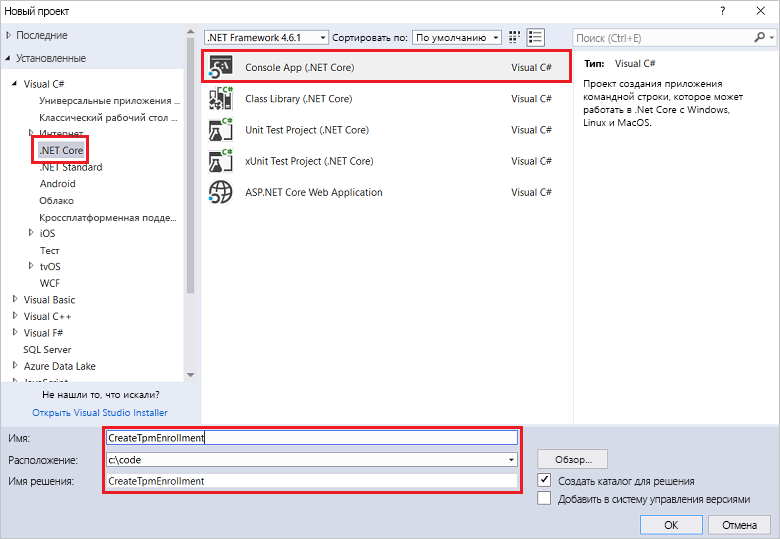 Новый проект
? ×
Последние
Установленные
Visual C#
Универсальные приложения ...
Классический рабочий стол ...
Интернет
.NET Core
.NET Standard
Android
Облако
Кроссплатформенная подде...
iOS
Тест
tvOS
WCF
Visual Basic
Visual C++
Visual F#
SQL Server
Azure Data Lake
JavaScript
Не нашли то, что искали?
Открыть Visual Studio Installer
.NET Framework 4.6.1 Сортировать по: По умолчанию
Console App (.NET Core) Visual C#
Class Library (.NET Core) Visual C#
Unit Test Project (.NET Core) Visual C#
xUnit Test Project (.NET Core) Visual C#
ASP.NET Core Web Application Visual C#
Поиск (Ctrl+E)
Тип: Visual C#
Проект создания приложения
командной строки, которое может
работать в .Net Core с Windows,
Linux и MacOS.
Имя: CreateTpmEnrollment
Расположение: c:\code
Имя решения: CreateTpmEnrollment
Обзор...
Создать каталог для решения
Добавить в систему управления версиями
OK Отмена